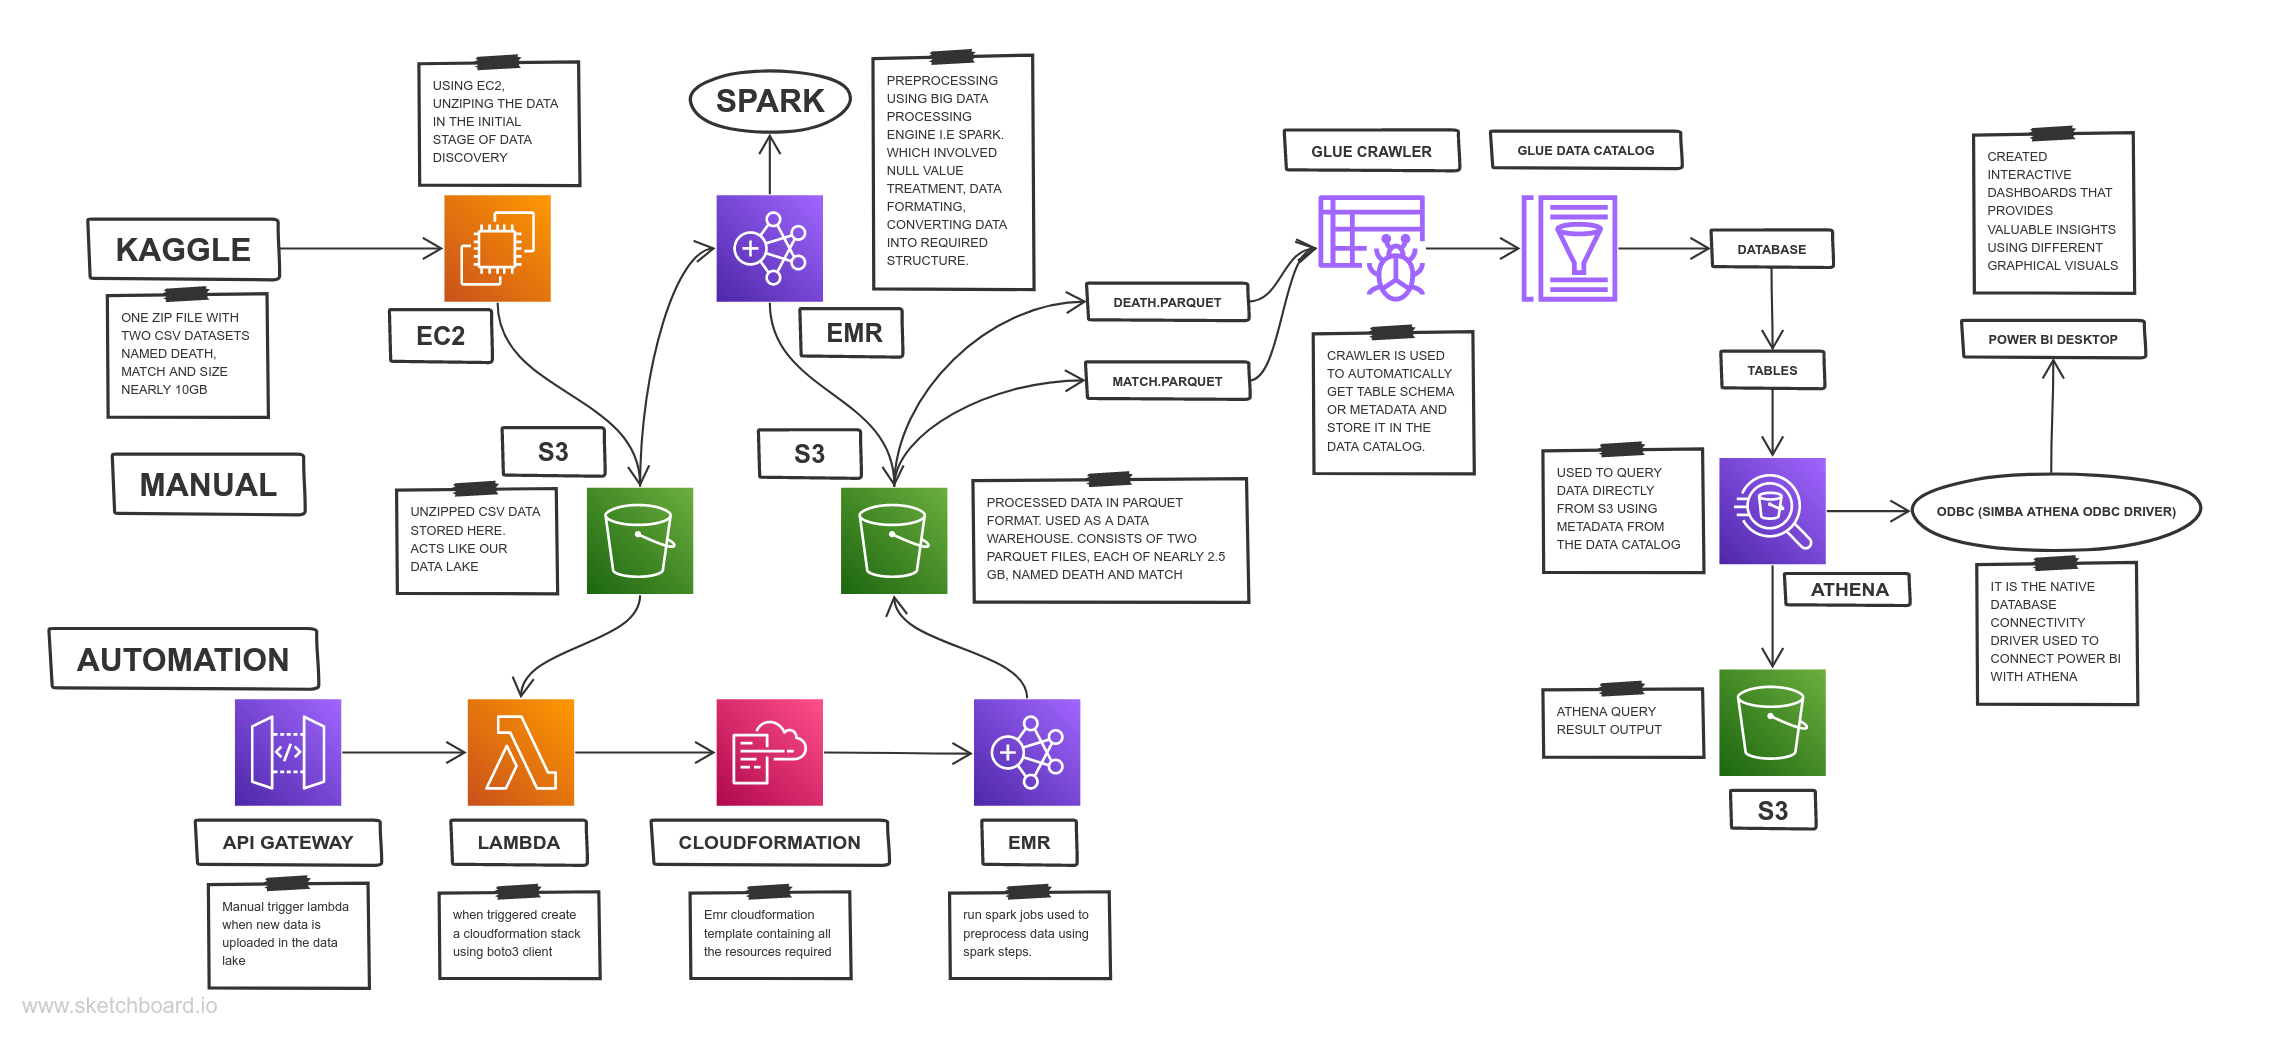 USING EC2,
UNZIPING THE DATA
IN THE INITIAL
STAGE OF DATA
DISCOVERY
SPARK
PREPROCESSING
USING BIG DATA
PROCESSING
ENGINE I.E SPARK.
WHICH INVOLVED
NULL VALUE
TREATMENT, DATA
FORMATING,
CONVERTING DATA
INTO REQUIRED
STRUCTURE.
GLUE CRAWLER
GLUE DATA CATALOG
CREATED
INTERACTIVE
DASHBOARDS THAT
PROVIDES
VALUABLE INSIGHTS
USING DIFFERENT
GRAPHICAL VISUALS
KAGGLE
ONE ZIP FILE WITH
TWO CSV DATASETS
NAMED DEATH,
MATCH AND SIZE
NEARLY 10GB
EC2
EMR
DEATH.PARQUET
MATCH.PARQUET
DATABASE
TABLES
POWER BI DESKTOP
CRAWLER IS USED
TO AUTOMATICALLY
GET TABLE SCHEMA
OR METADATA AND
STORE IT IN THE
DATA CATALOG.
MANUAL
S3
S3
UNZIPPED CSV DATA
STORED HERE.
ACTS LIKE OUR
DATA LAKE
PROCESSED DATA IN PARQUET
FORMAT. USED AS A DATA
WAREHOUSE. CONSISTS OF TWO
PARQUET FILES, EACH OF NEARLY 2.5
GB, NAMED DEATH AND MATCH
USED TO QUERY
DATA DIRECTLY
FROM S3 USING
METADATA FROM
THE DATA CATALOG
ATHENA
ODBC (SIMBA ATHENA ODBC DRIVER)
IT IS THE NATIVE
DATABASE
CONNECTIVITY
DRIVER USED TO
CONNECT POWER BI
WITH ATHENA
ATHENA QUERY
RESULT OUTPUT
S3
AUTOMATION
API GATEWAY
LAMBDA
CLOUDFORMATION
EMR
Manual trigger lambda
when new data is
uploaded in the data
lake
when triggered create
a cloudformation stack
using boto3 client
Emr cloudformation
template containing all
the resources required
run spark jobs used to
preprocess data using
spark steps.
www.sketchboard.io